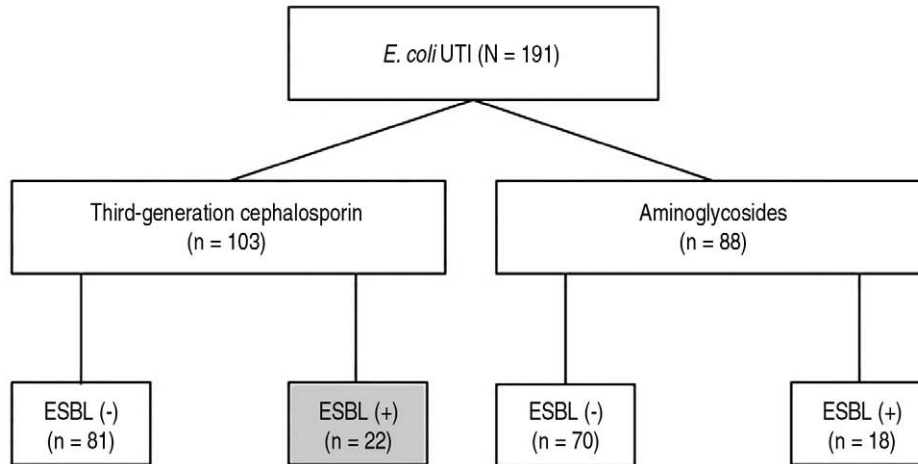 E. coli UTI (N = 191)
Third-generation cephalosporin
(n = 103)
Aminoglycosides
(n = 88)
ESBL (-)
(n = 81)
ESBL (+)
(n = 22)
ESBL (-)
(n = 70)
ESBL (+)
(n = 18)